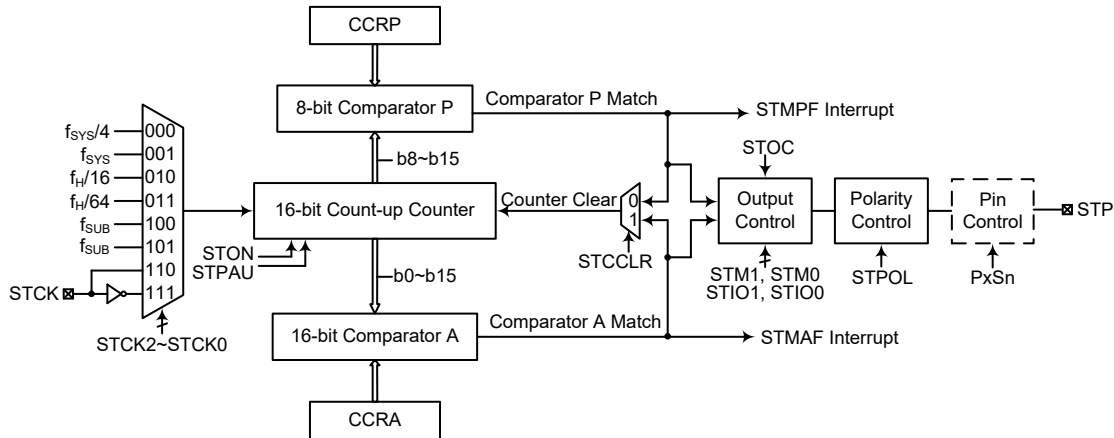 CCRP
8-bit Comparator P
Comparator P Match
STMPF Interrupt
fSYS/4
000
fSYS
001
fH/16
010
fH/64
011
fSUB
100
fSUB
101
110
111
STCK
STCK2~STCK0
b8~b15
16-bit Count-up Counter
Counter Clear
0
1
STCCLR
STON
STPAU
b0~b15
STOC
Output
Control
STM1, STM0
STIO1, STIO0
Polarity
Control
STPOL
Pin
Control
PxSn
STP
16-bit Comparator A
Comparator A Match
STMAF Interrupt
CCRA